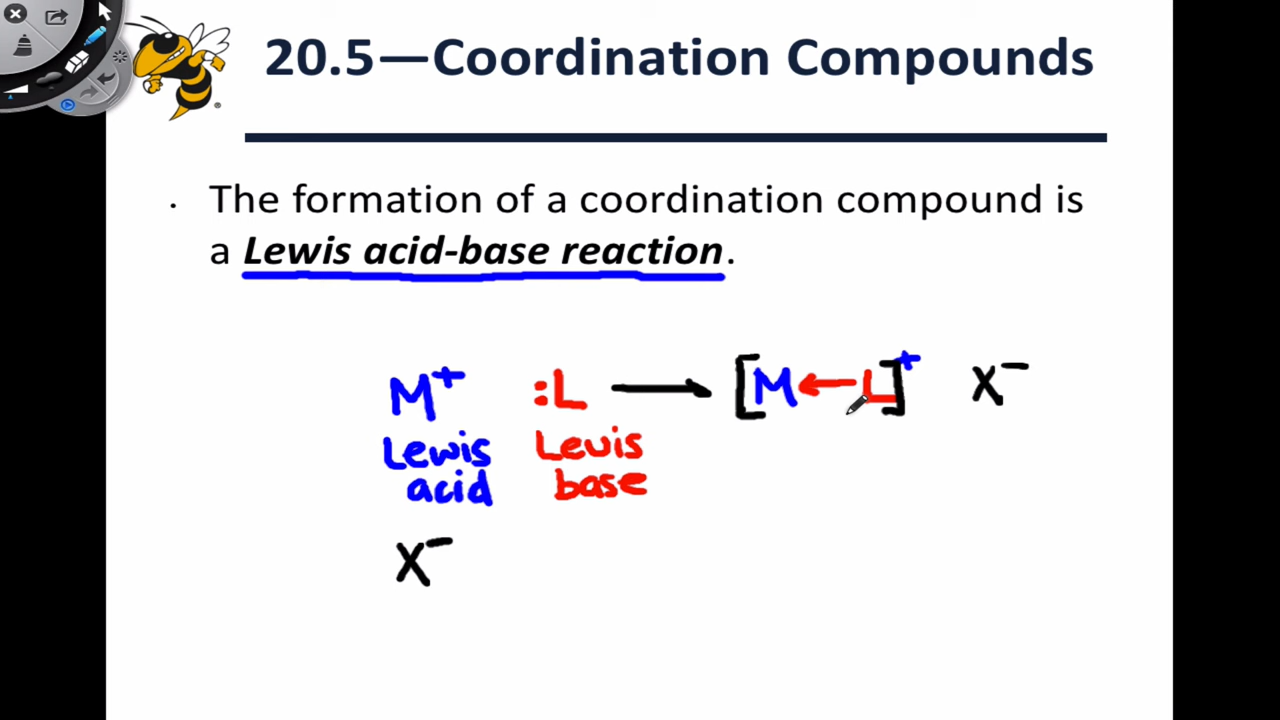 20.5—Coordination Compounds
· The formation of a coordination compound is
a Lewis acid-base reaction.
M⁺ :L ⟶ [M←L]⁺ X⁻
Lewis Lewis
acid base
X⁻